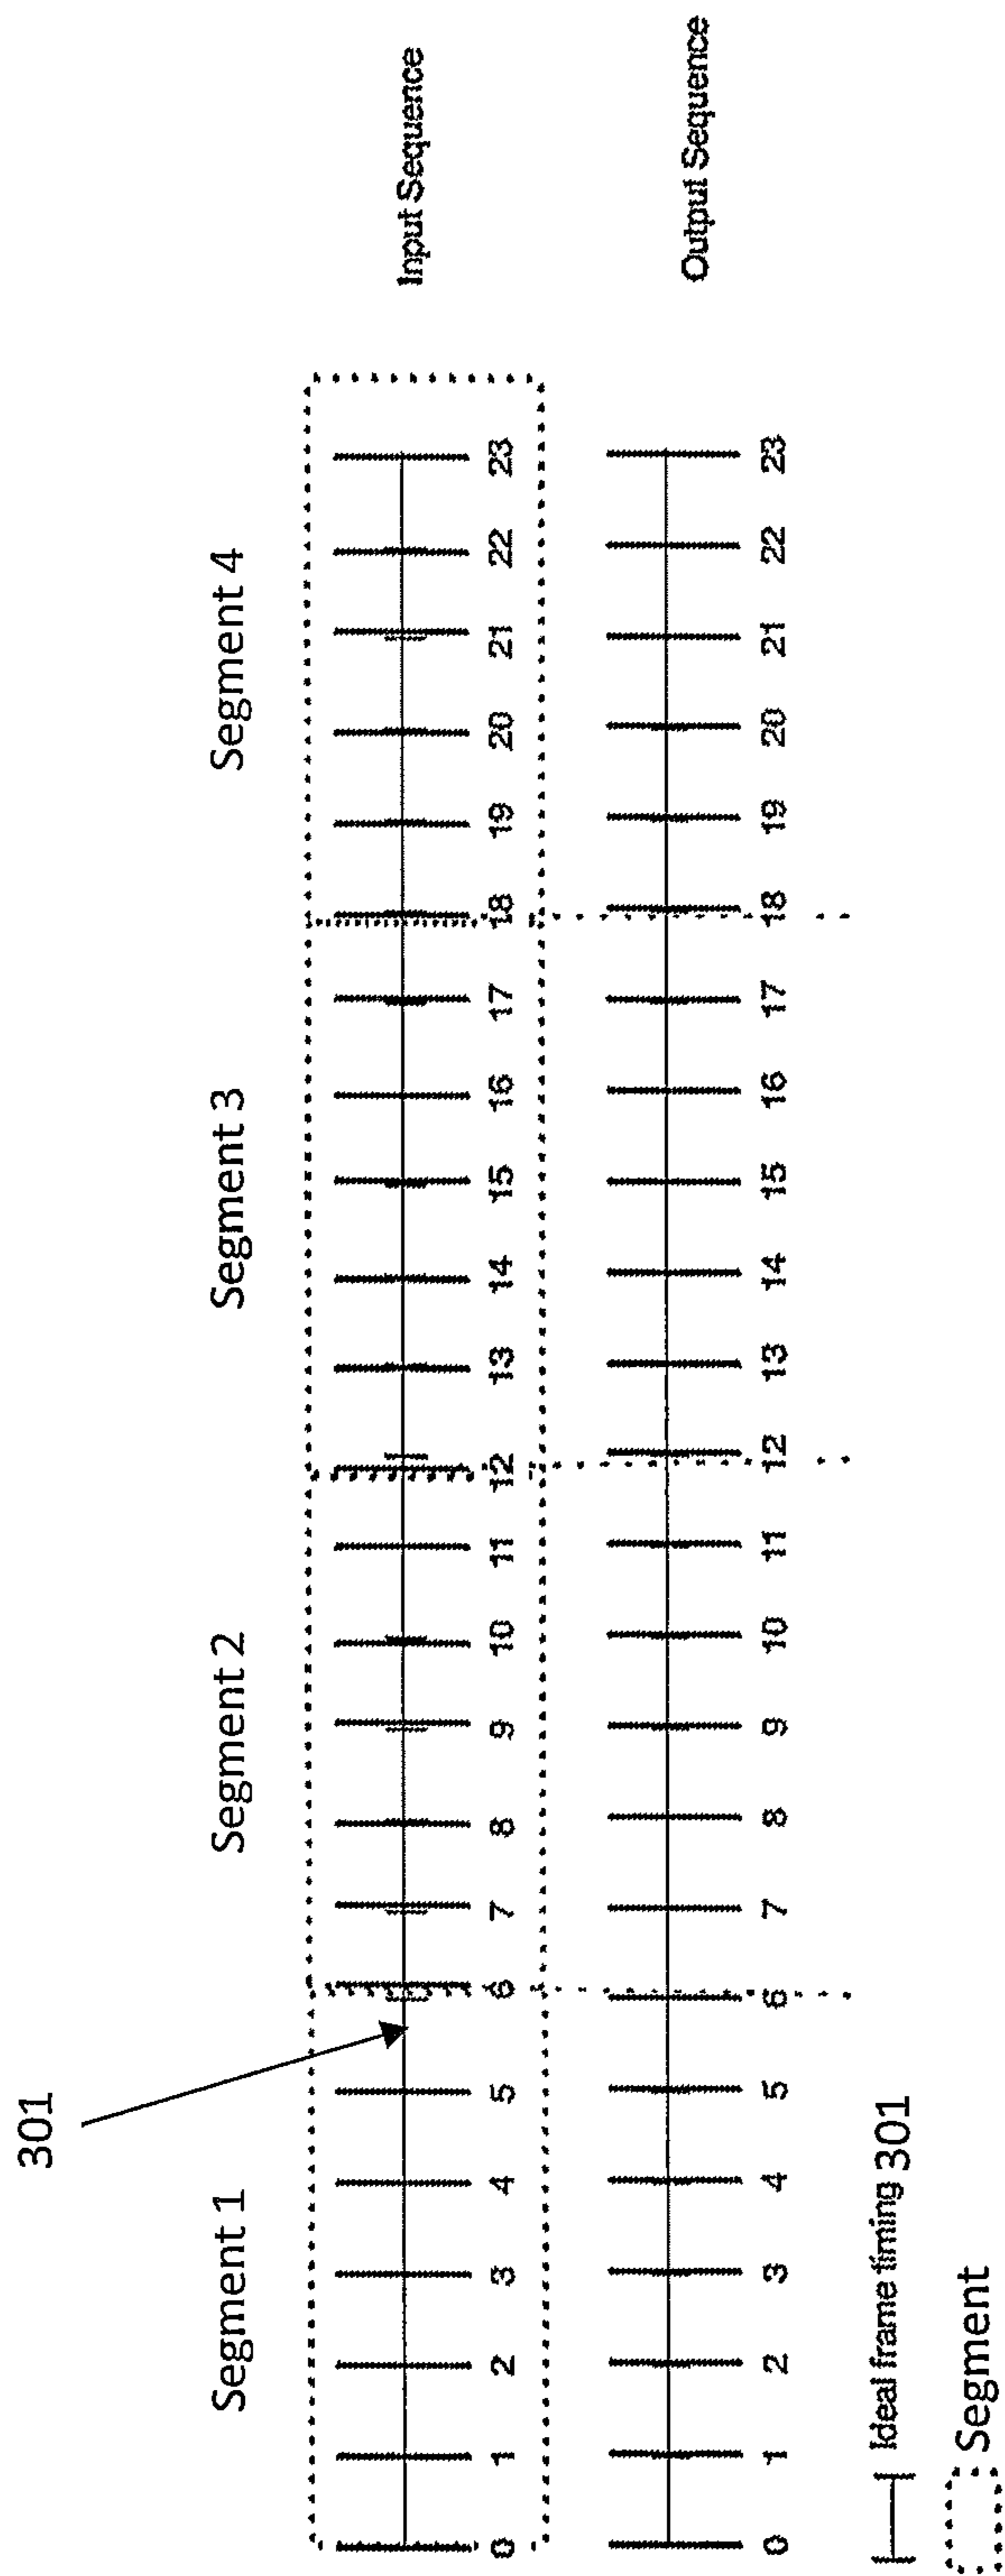 301
Segment 1 Segment 2 Segment 3 Segment 4
0 1 2 3 4 5 6 7 8 9 10 11 12 13 14 15 16 17 18 19 20 21 22 23 Input Sequence
0 1 2 3 4 5 6 7 8 9 10 11 12 13 14 15 16 17 18 19 20 21 22 23 Output Sequence
Ideal frame timing 301
Segment